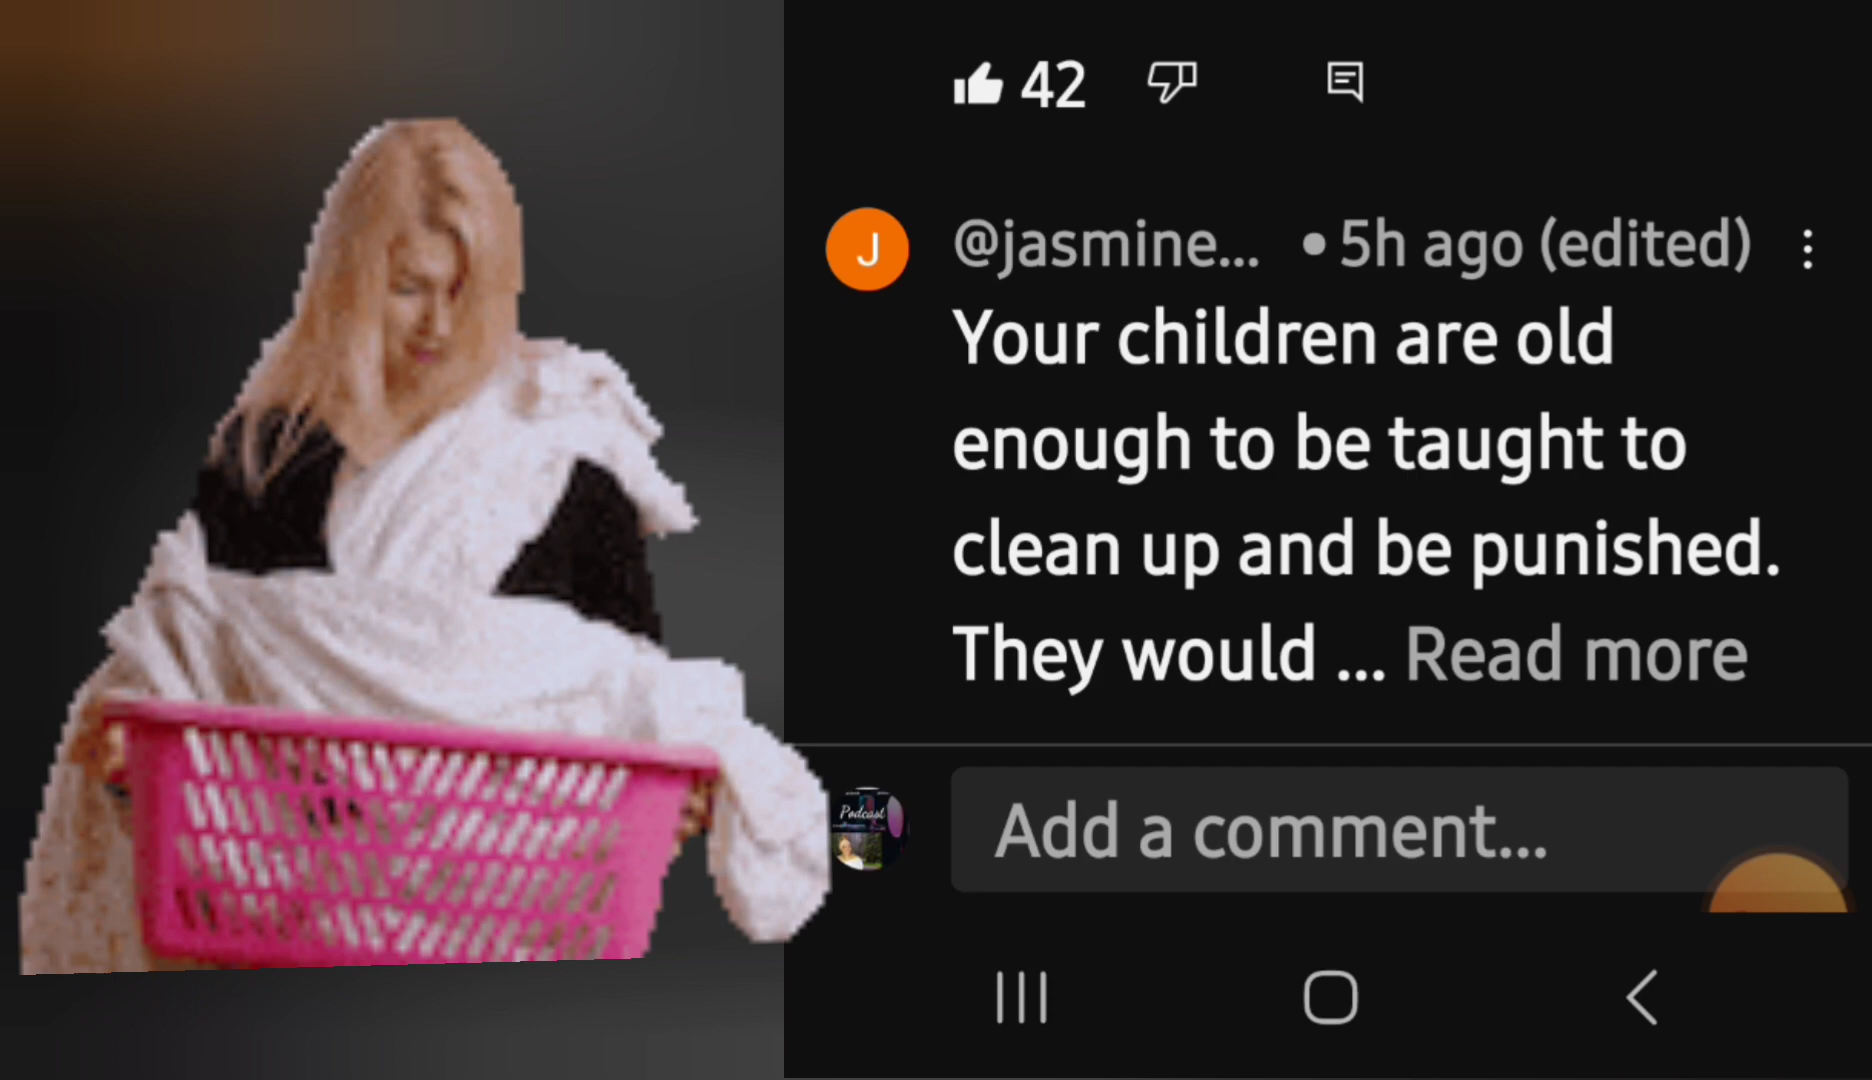 42
J
@jasmine... • 5h ago (edited)
Your children are old
enough to be taught to
clean up and be punished.
They would ... Read more
Podcast
Add a comment...